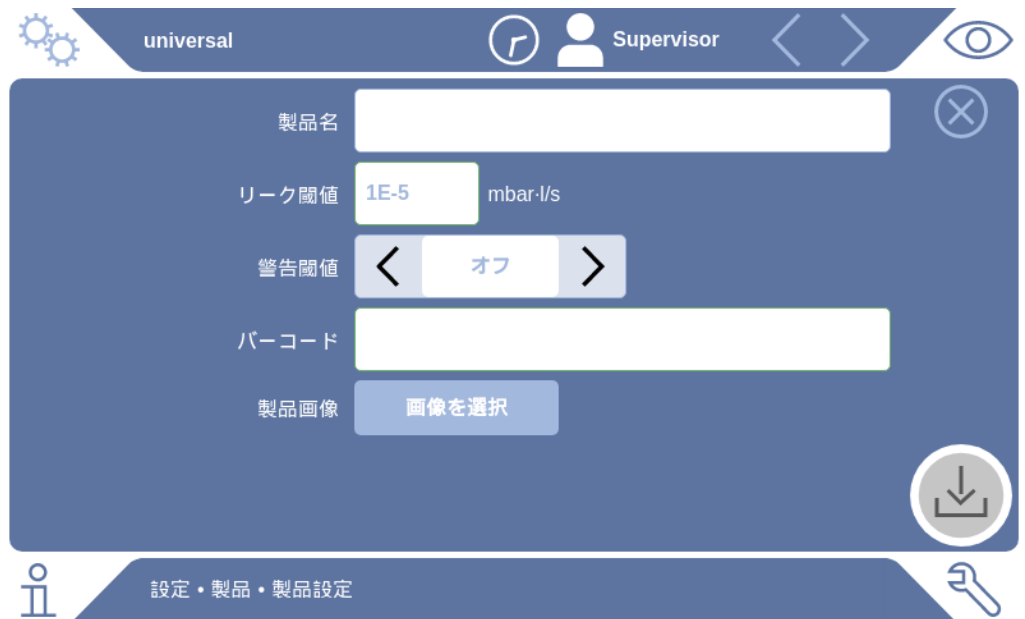 universal
Supervisor
製品名
リーク閾値 1E-5 mbar·l/s
警告閾値 オフ
バーコード
製品画像 画像を選択
設定 • 製品 • 製品設定